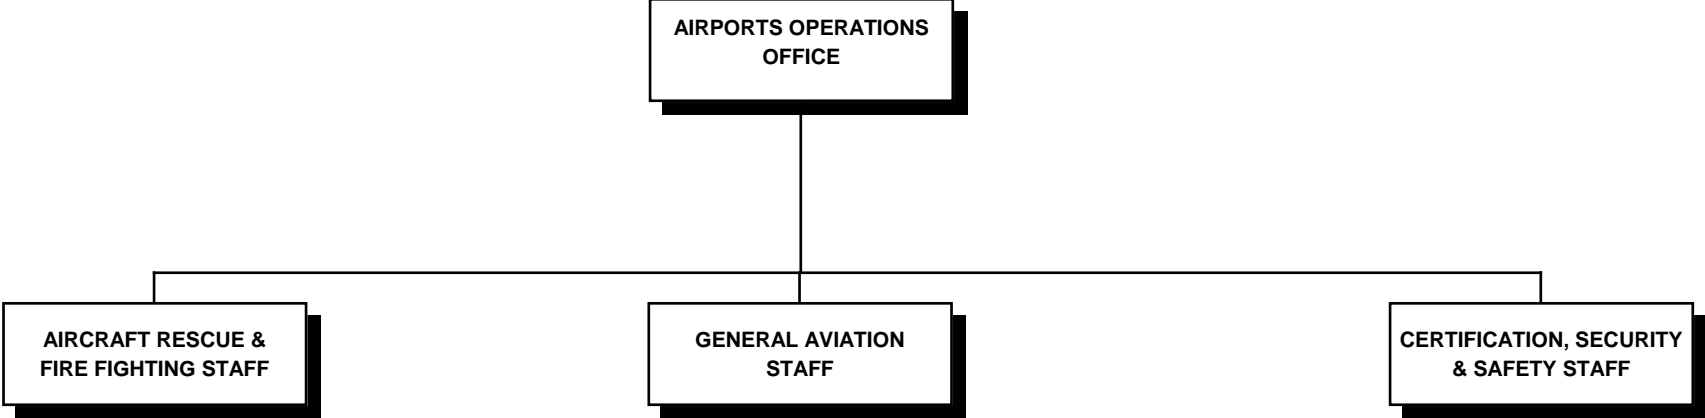 AIRPORTS OPERATIONS
OFFICE
AIRCRAFT RESCUE &
FIRE FIGHTING STAFF
GENERAL AVIATION
STAFF
CERTIFICATION, SECURITY
& SAFETY STAFF